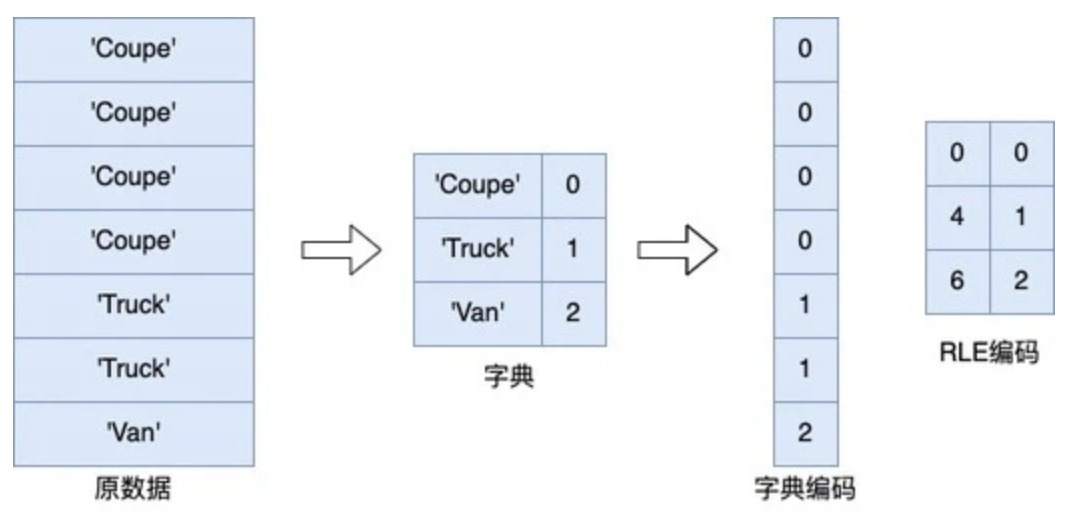 'Coupe'
'Coupe'
'Coupe'
'Coupe'
'Truck'
'Truck'
'Van'
原数据
'Coupe' 0
'Truck' 1
'Van' 2
字典
0
0
0
0
1
1
2
字典编码
0 0
4 1
6 2
RLE编码